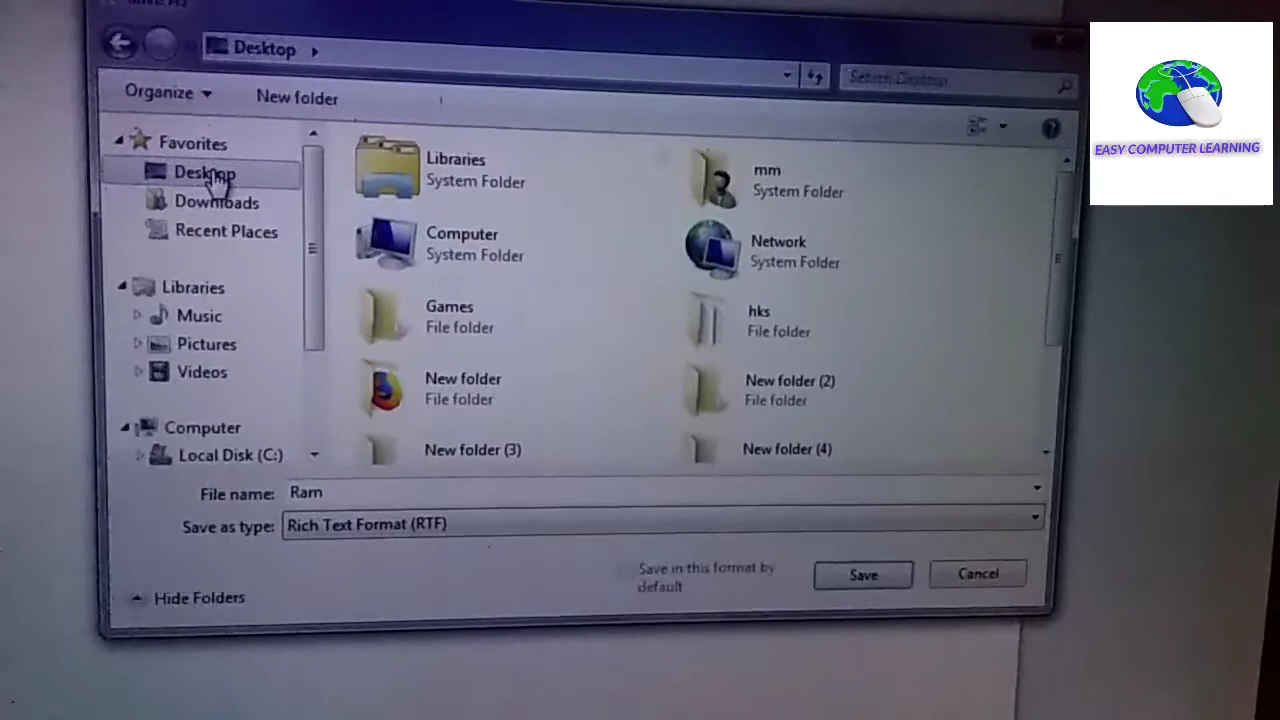 Save As
Desktop
Search Desktop
Organize
New folder
EASY COMPUTER LEARNING
Favorites
Desktop
Downloads
Recent Places
Libraries
Music
Pictures
Videos
Computer
Local Disk (C:)
Libraries
System Folder
mm
System Folder
Computer
System Folder
Network
System Folder
Games
File folder
hks
File folder
New folder
File folder
New folder (2)
File folder
New folder (3)
New folder (4)
File name: Ram
Save as type: Rich Text Format (RTF)
Save in this format by
default
Save
Cancel
Hide Folders